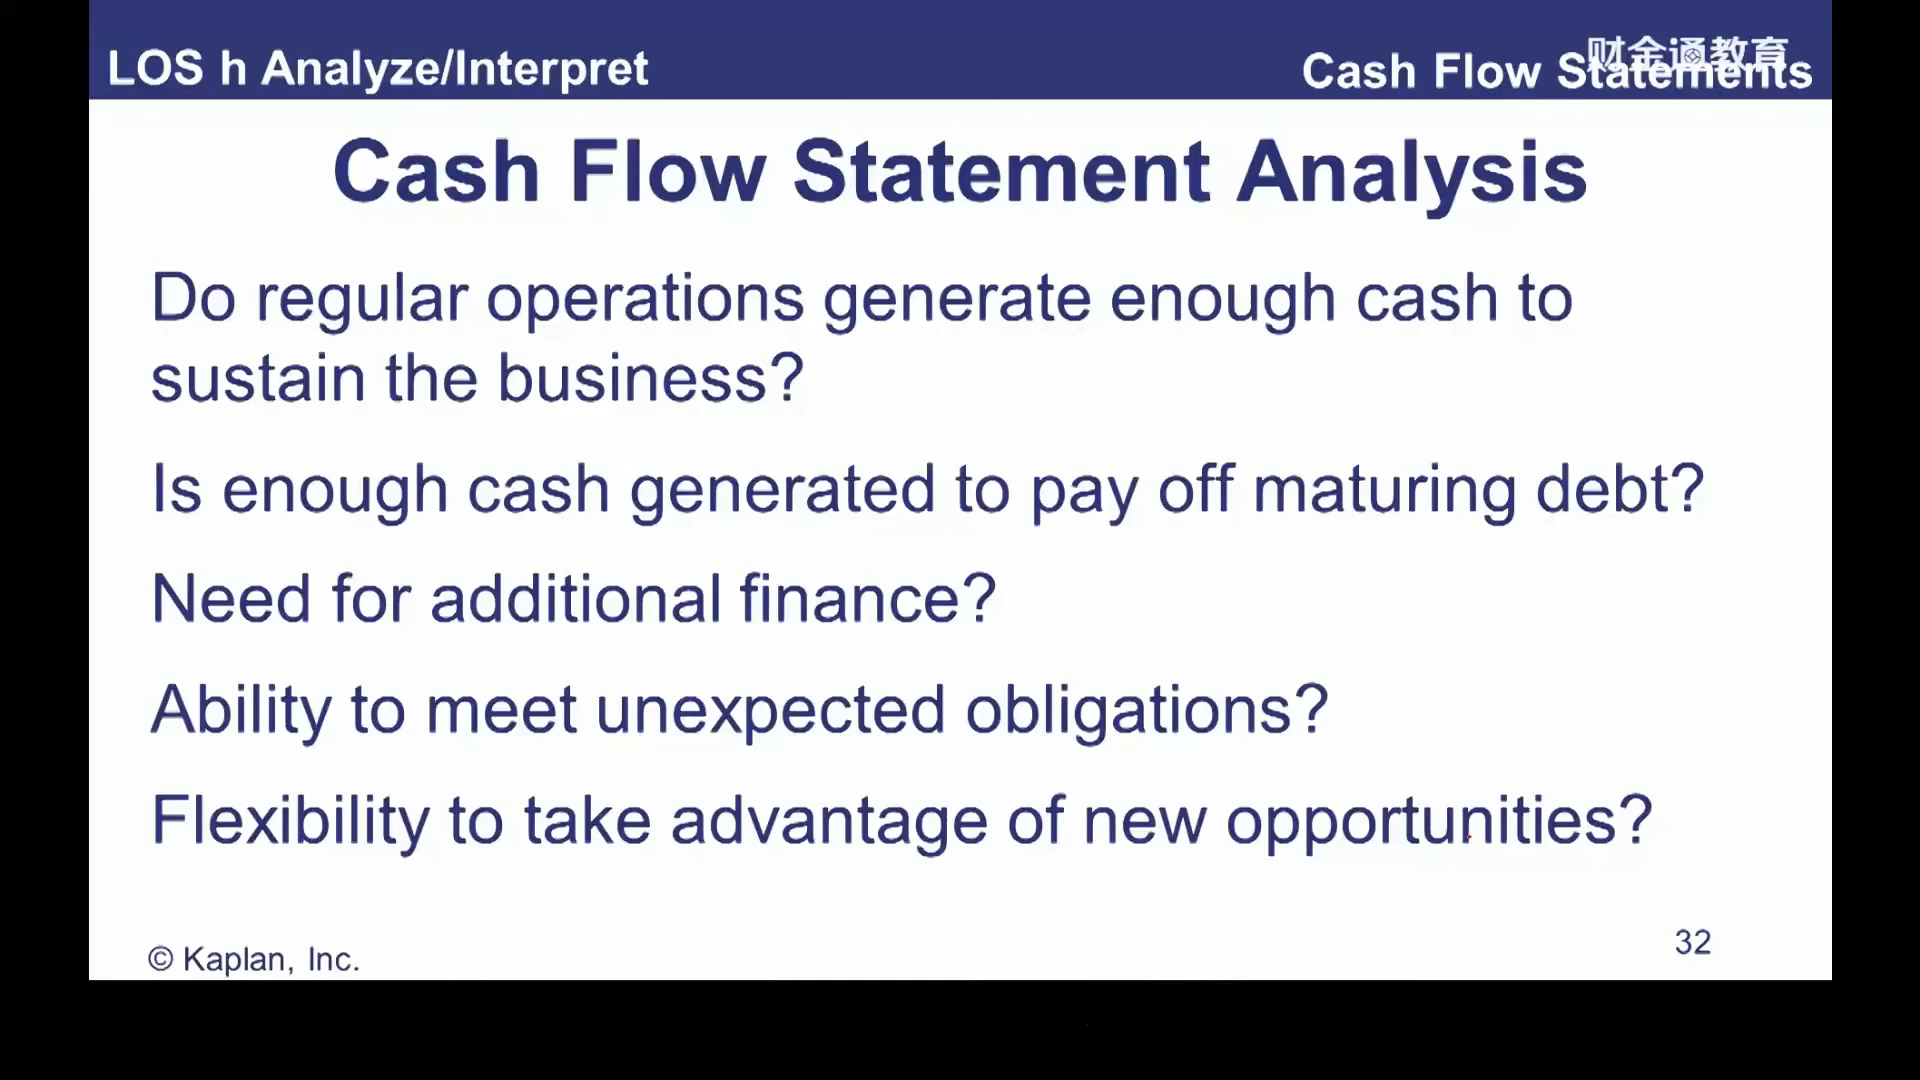 LOS h Analyze/Interpret
Cash Flow Statements
财金通教育
Cash Flow Statement Analysis
Do regular operations generate enough cash to
sustain the business?
Is enough cash generated to pay off maturing debt?
Need for additional finance?
Ability to meet unexpected obligations?
Flexibility to take advantage of new opportunities?
© Kaplan, Inc.
32